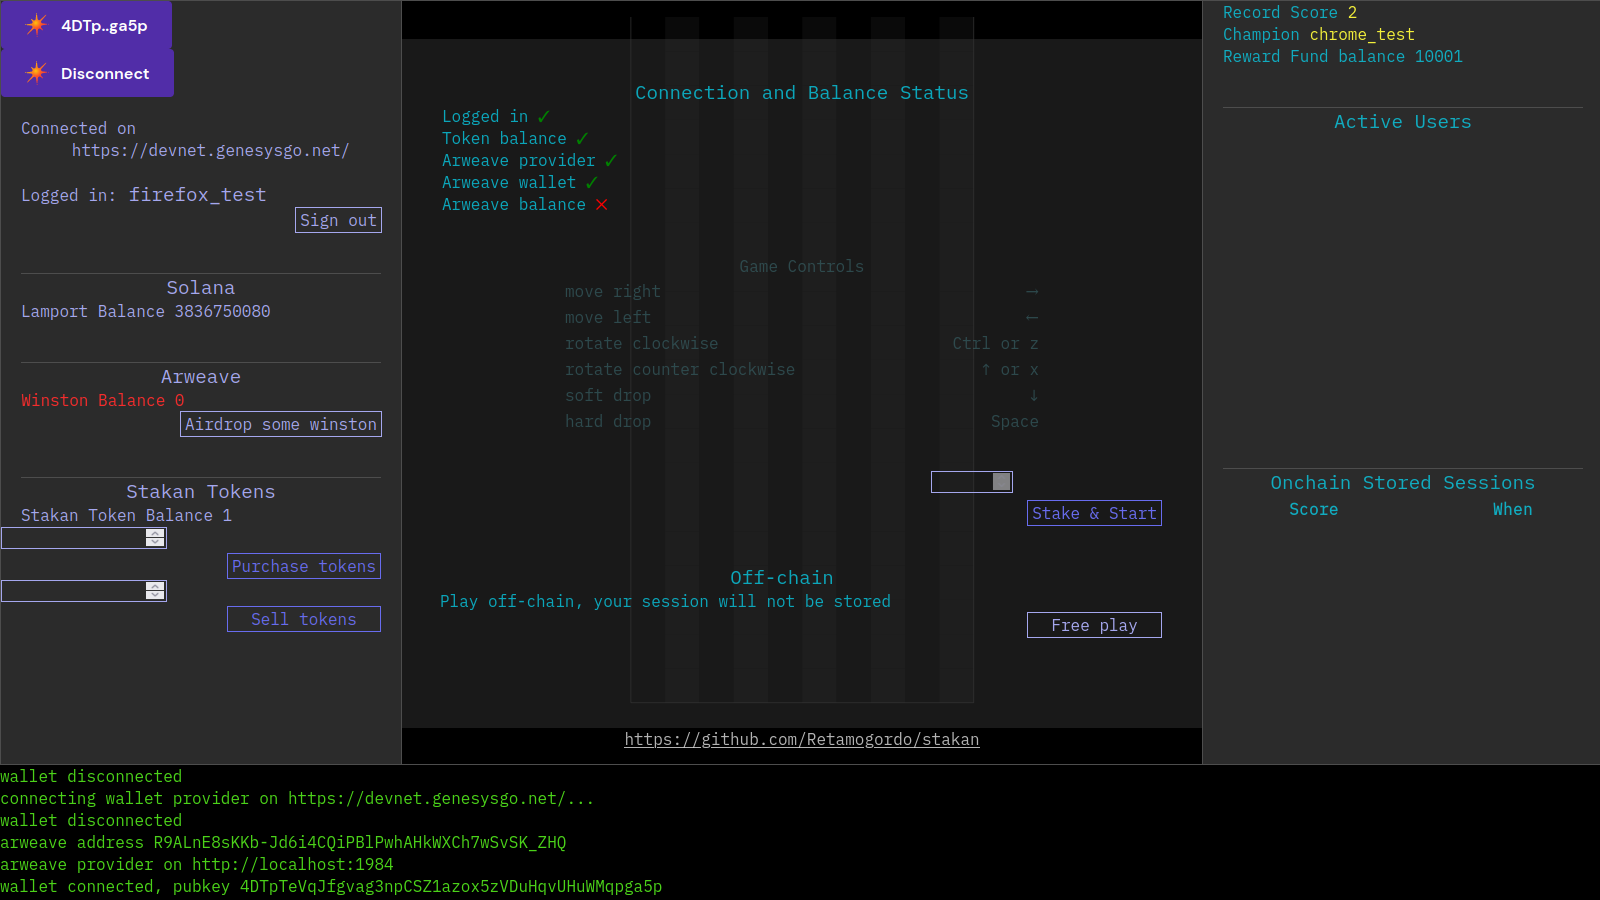 4DTp..ga5p
Disconnect
Connected on
https://devnet.genesysgo.net/
Logged in: firefox_test
Sign out
Solana
Lamport Balance 3836750080
Arweave
Winston Balance 0
Airdrop some winston
Stakan Tokens
Stakan Token Balance 1
Purchase tokens
Sell tokens
Connection and Balance Status
Logged in ✓
Token balance ✓
Arweave provider ✓
Arweave wallet ✓
Arweave balance ✕
Game Controls
move right →
move left ←
rotate clockwise Ctrl or z
rotate counter clockwise ↑ or x
soft drop ↓
hard drop Space
Stake & Start
Off-chain
Play off-chain, your session will not be stored
Free play
https://github.com/Retamogordo/stakan
Record Score 2
Champion chrome_test
Reward Fund balance 10001
Active Users
Onchain Stored Sessions
Score When
wallet disconnected
connecting wallet provider on https://devnet.genesysgo.net/...
wallet disconnected
arweave address R9ALnE8sKKb-Jd6i4CQiPBlPwhAHkWXCh7wSvSK_ZHQ
arweave provider on http://localhost:1984
wallet connected, pubkey 4DTpTeVqJfgvag3npCSZ1azox5zVDuHqvUHuWMqpga5p